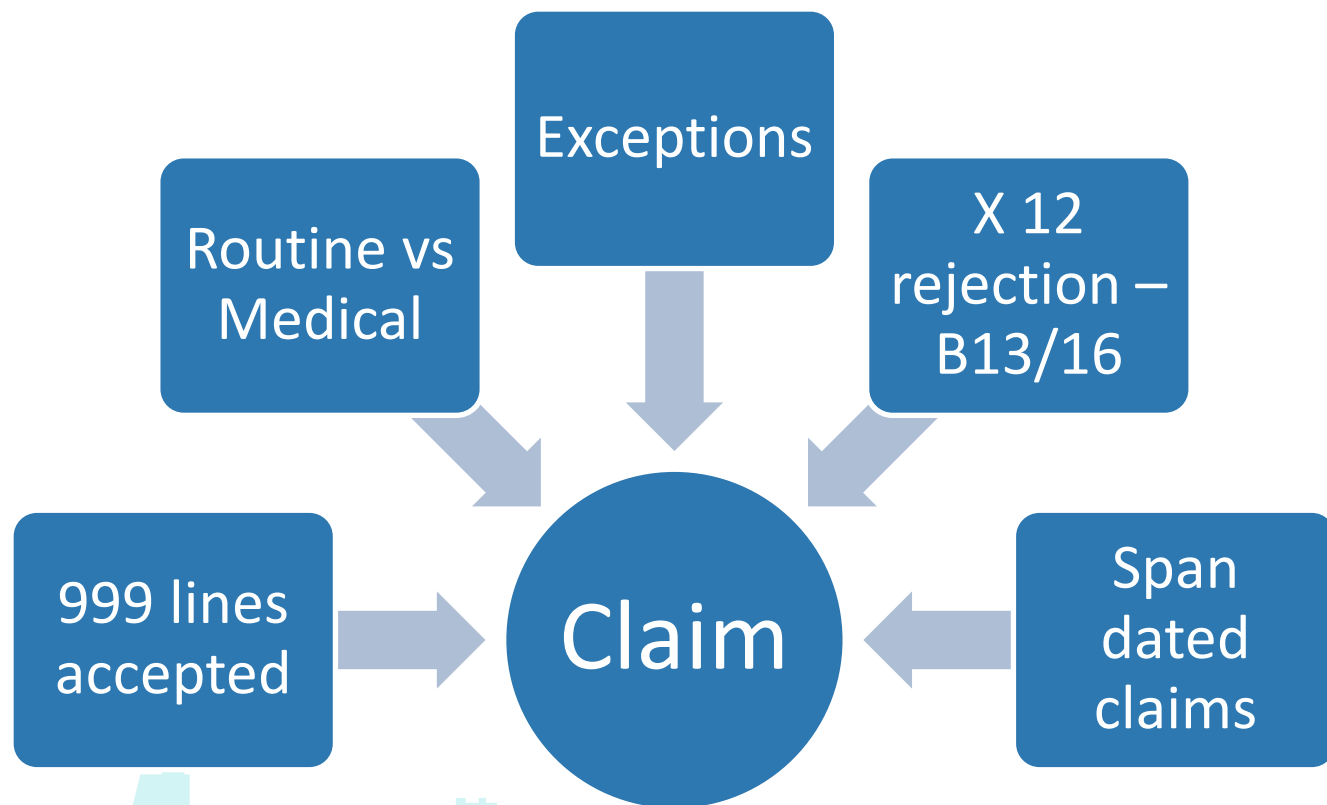 Exceptions
Routine vs
Medical
X 12
rejection –
B13/16
999 lines
accepted
Claim
Span
dated
claims